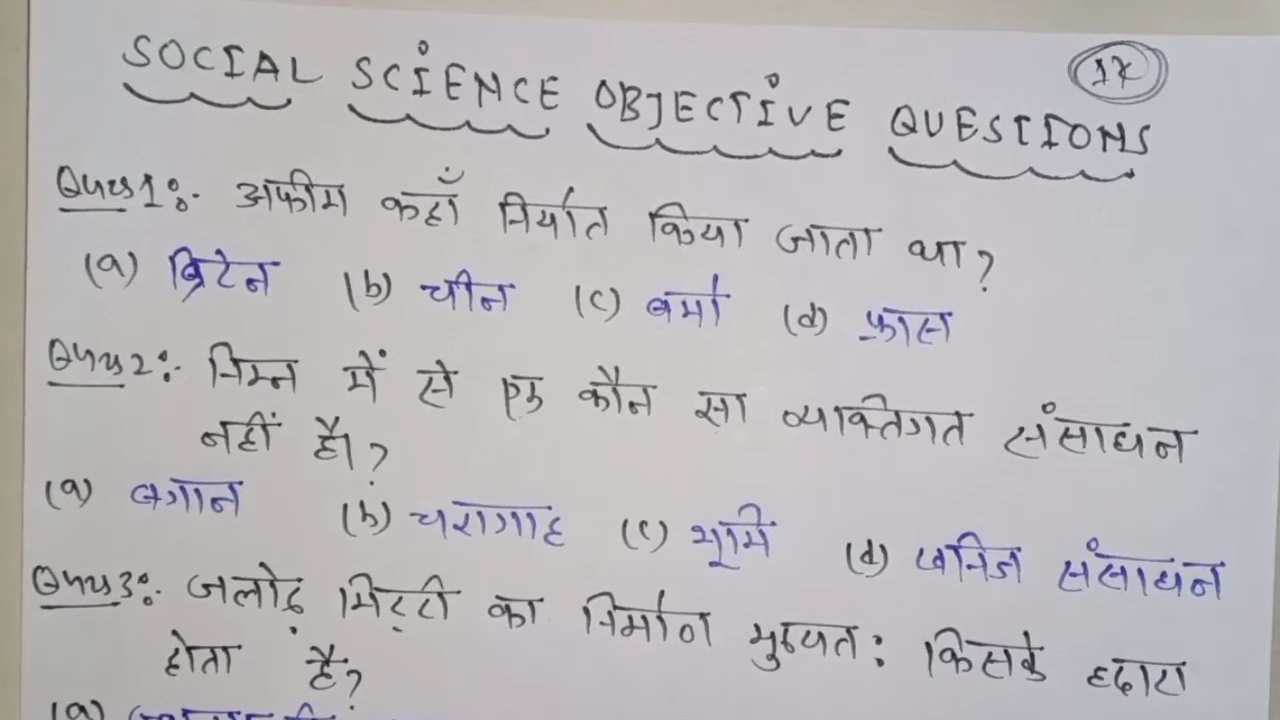 SOCIAL SCIENCE OBJECTIVE QUESTIONS
17
Ques1:- अफीम कहाँ निर्यात किया जाता था?
(a) ब्रिटेन (b) चीन (c) बर्मा (d) फ्रास
Ques2:- निम्न में से एक कौन सा व्यक्तिगत संसाधन
नहीं है?
(a) बगान (b) चरागाह (c) भूमि (d) खनिज संसाधन
Ques3:- जलोढ़ मिट्टी का निर्माण मुख्यत: किसके द्वारा
होता है?
(a)